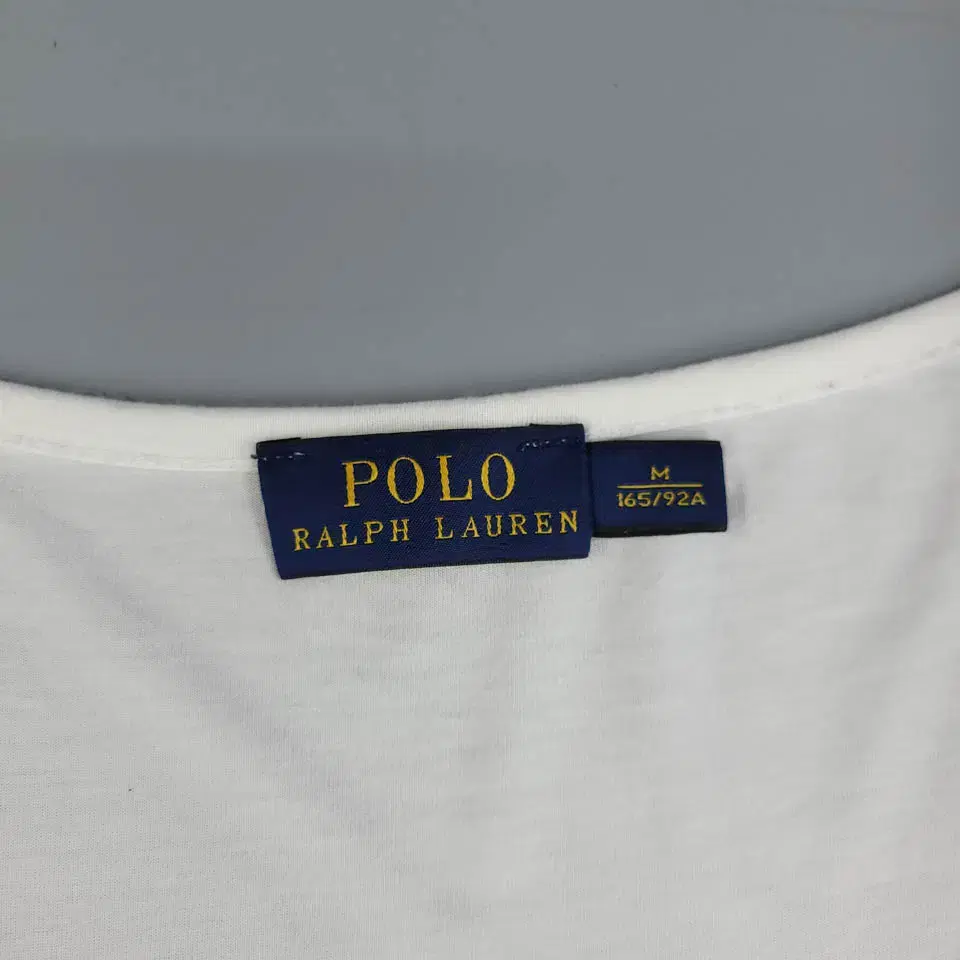 POLO
RALPH LAUREN
M
165/92A